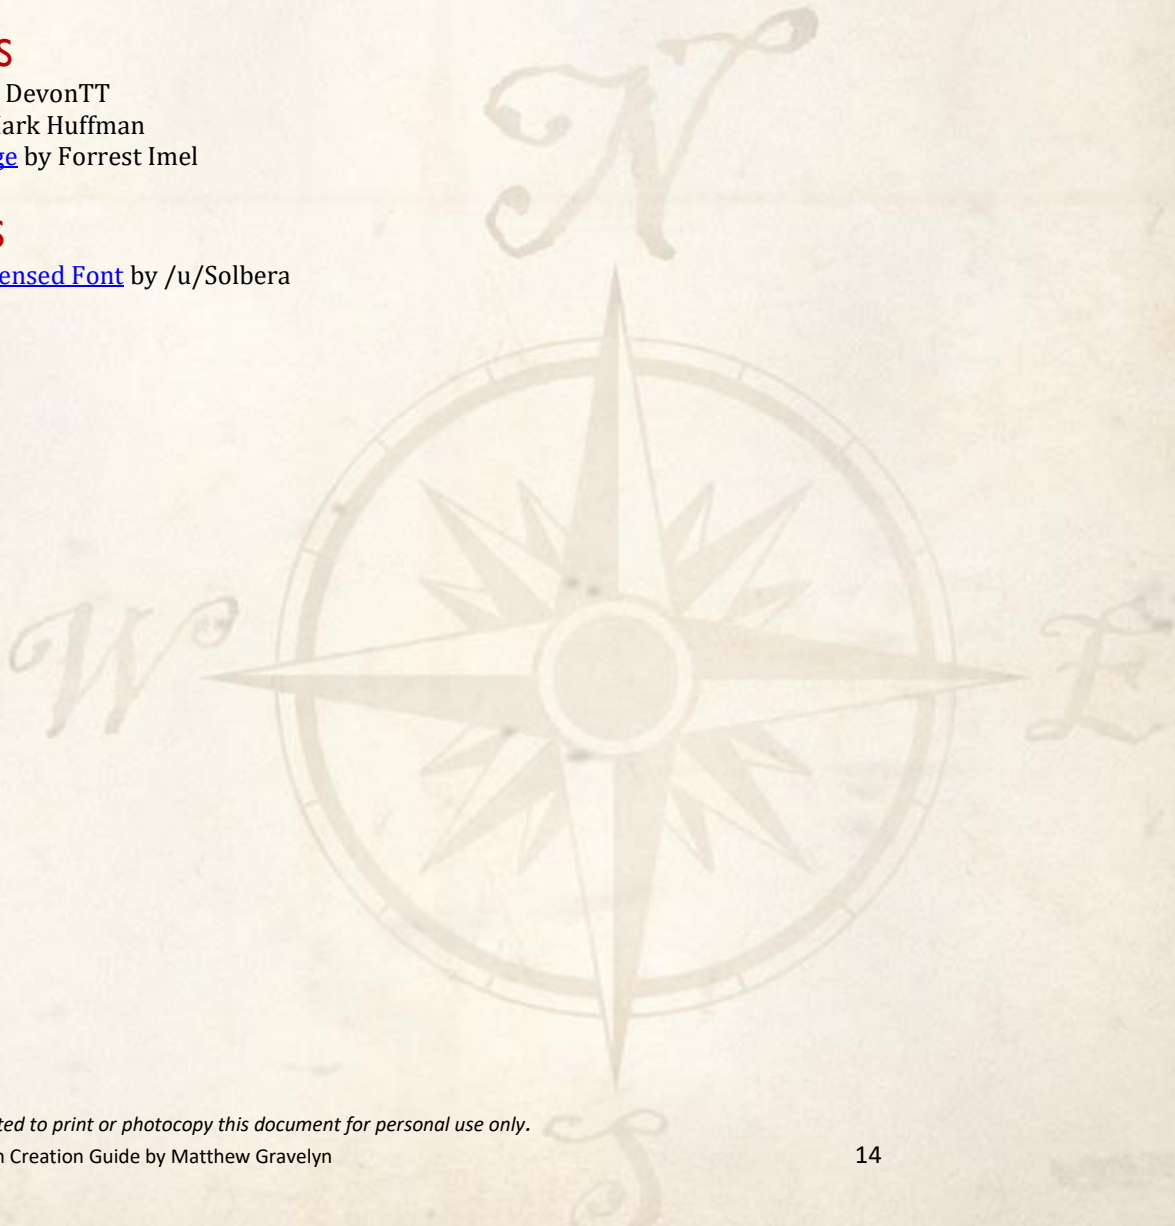 S
DevonTT
ark Huffman
ge by Forrest Imel
S
ensed Font by /u/Solbera
N
W
E
ted to print or photocopy this document for personal use only.
S
n Creation Guide by Matthew Gravelyn
14